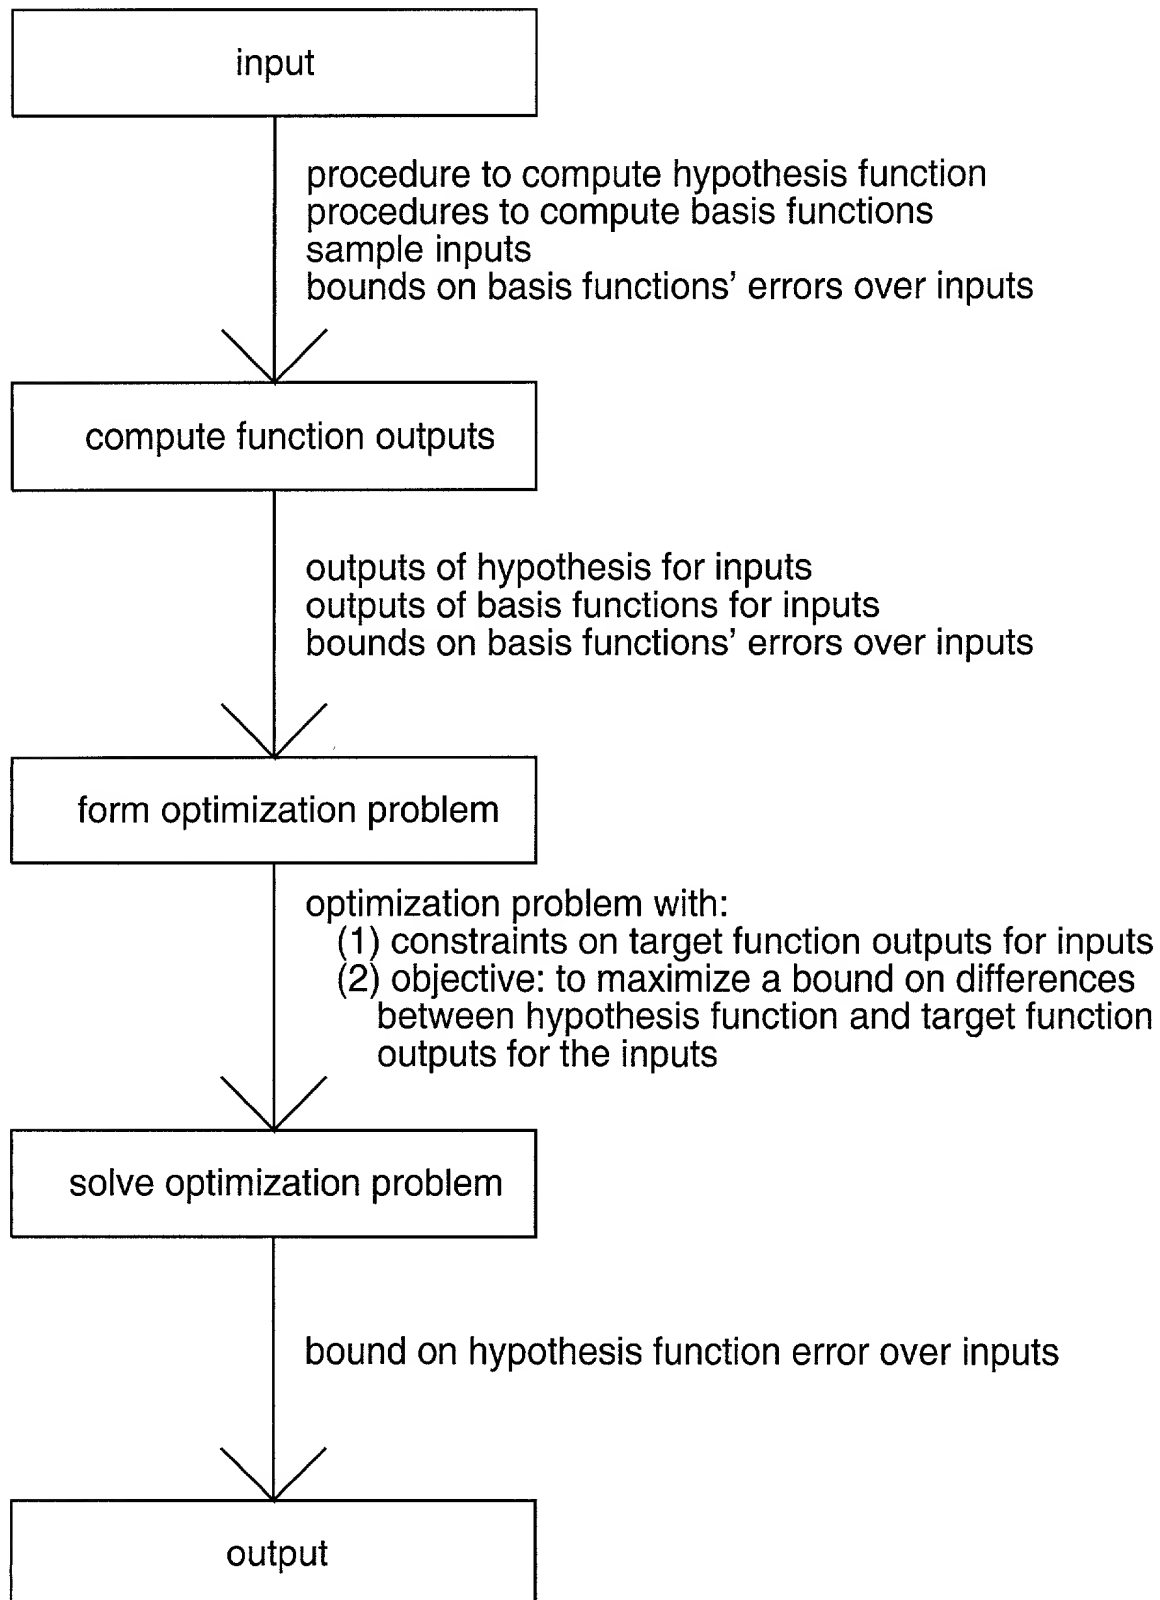 input
procedure to compute hypothesis function
procedures to compute basis functions
sample inputs
bounds on basis functions' errors over inputs
compute function outputs
outputs of hypothesis for inputs
outputs of basis functions for inputs
bounds on basis functions' errors over inputs
form optimization problem
optimization problem with:
(1) constraints on target function outputs for inputs
(2) objective: to maximize a bound on differences
between hypothesis function and target function
outputs for the inputs
solve optimization problem
bound on hypothesis function error over inputs
output